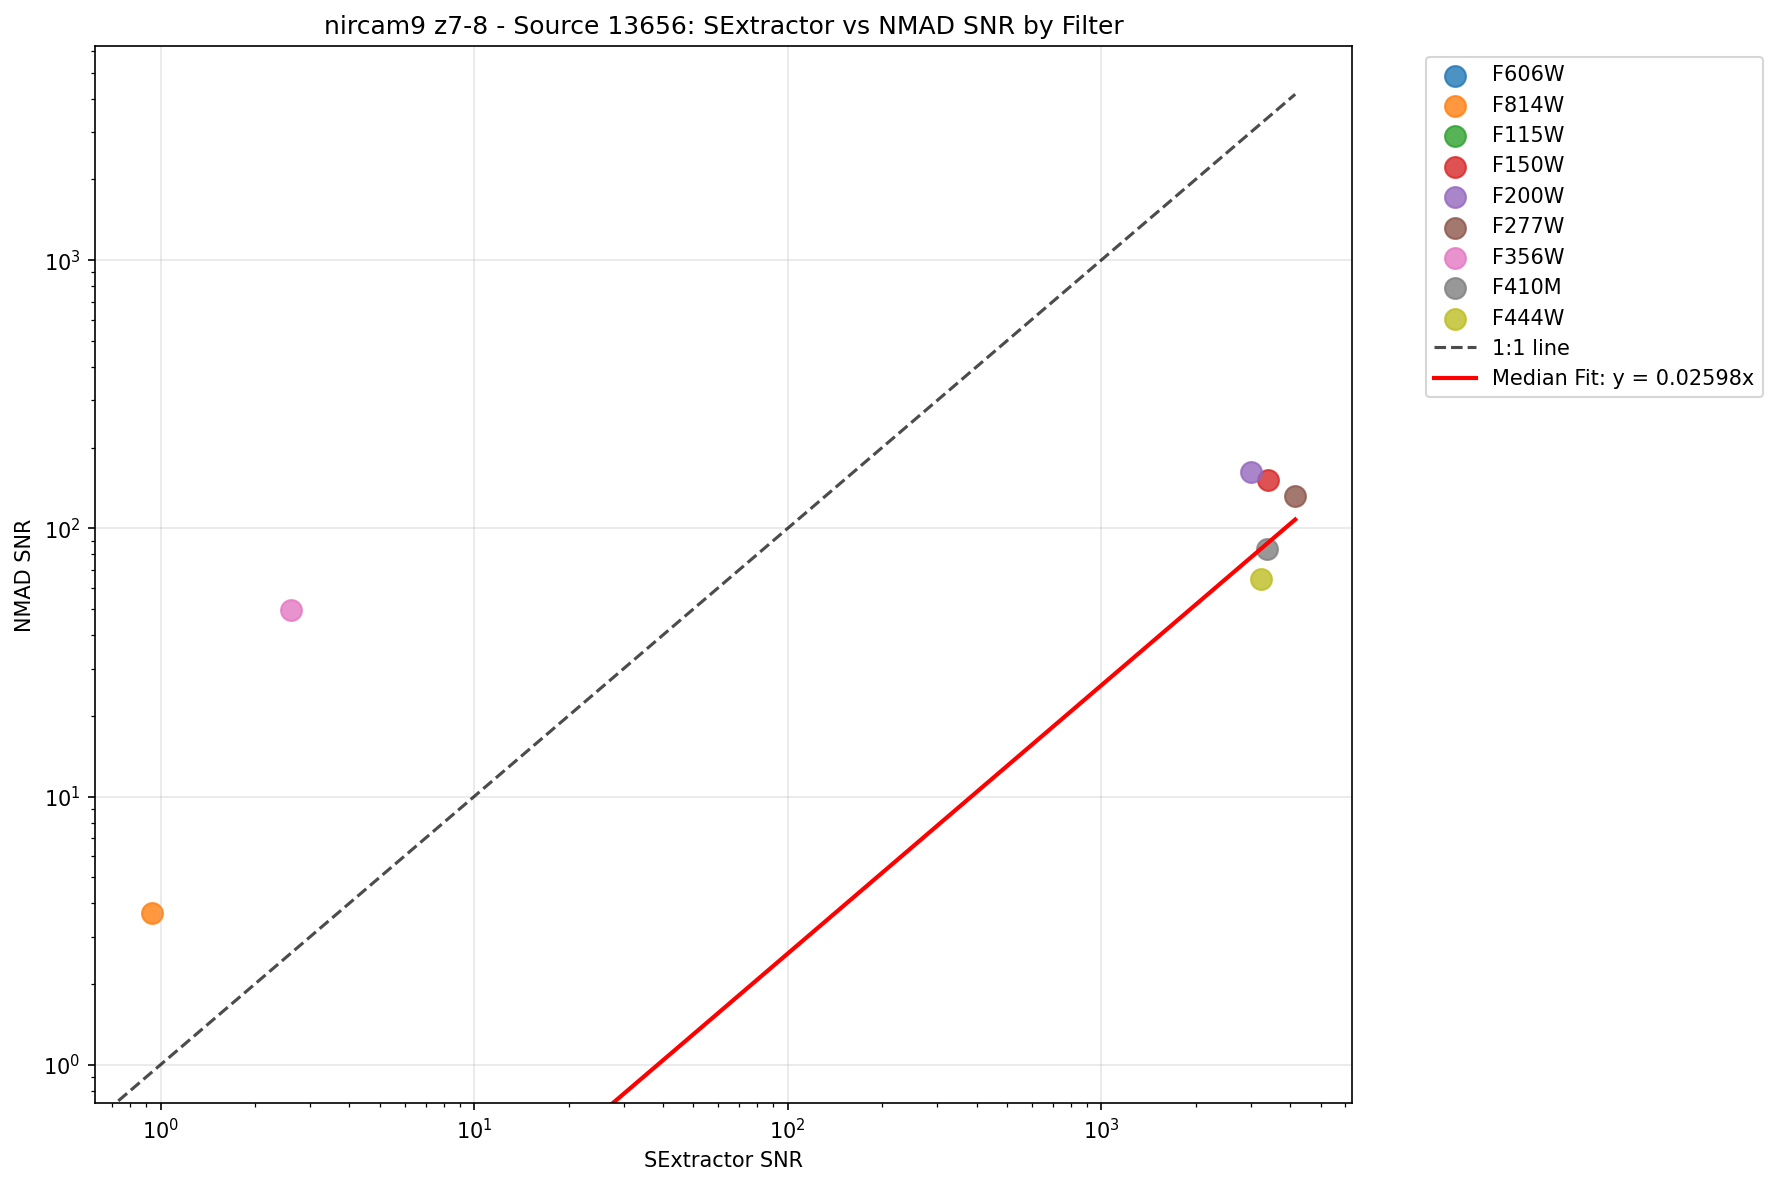 nircam9 z7-8 - Source 13656: SExtractor vs NMAD SNR by Filter
F606W
F814W
F115W
F150W
F200W
F277W
F356W
F410M
F444W
1:1 line
Median Fit: y = 0.02598x
NMAD SNR
10³
10²
10¹
10⁰
10⁰ 10¹ 10² 10³
SExtractor SNR